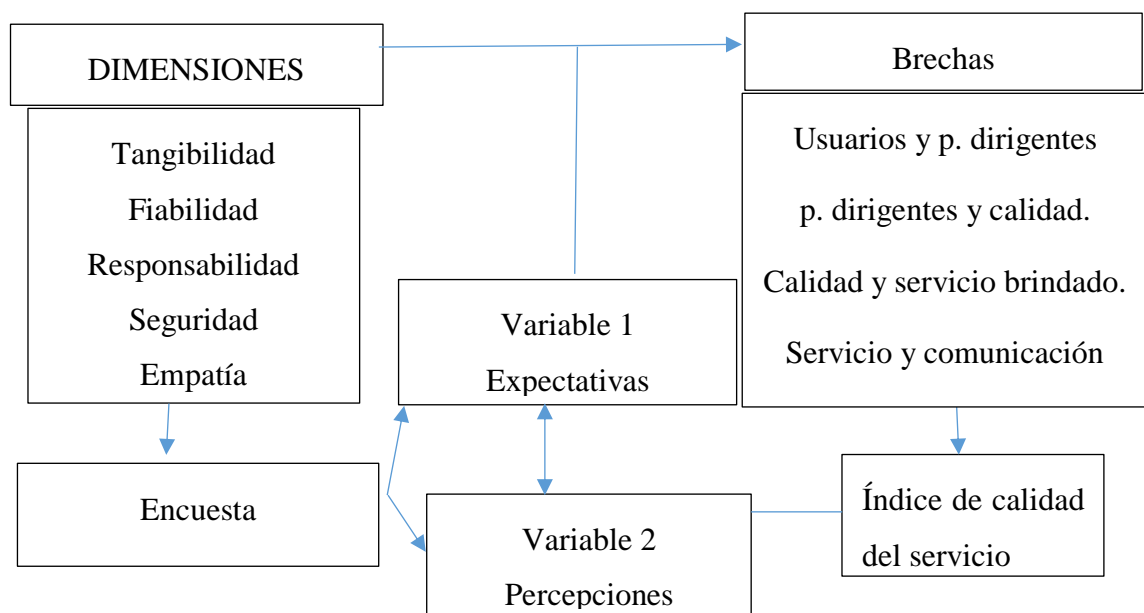 DIMENSIONES
Tangibilidad
Fiabilidad
Responsabilidad
Seguridad
Empatía
Encuesta
Variable 1
Expectativas
Variable 2
Percepciones
Brechas
Usuarios y p. dirigentes
p. dirigentes y calidad.
Calidad y servicio brindado.
Servicio y comunicación
Índice de calidad
del servicio